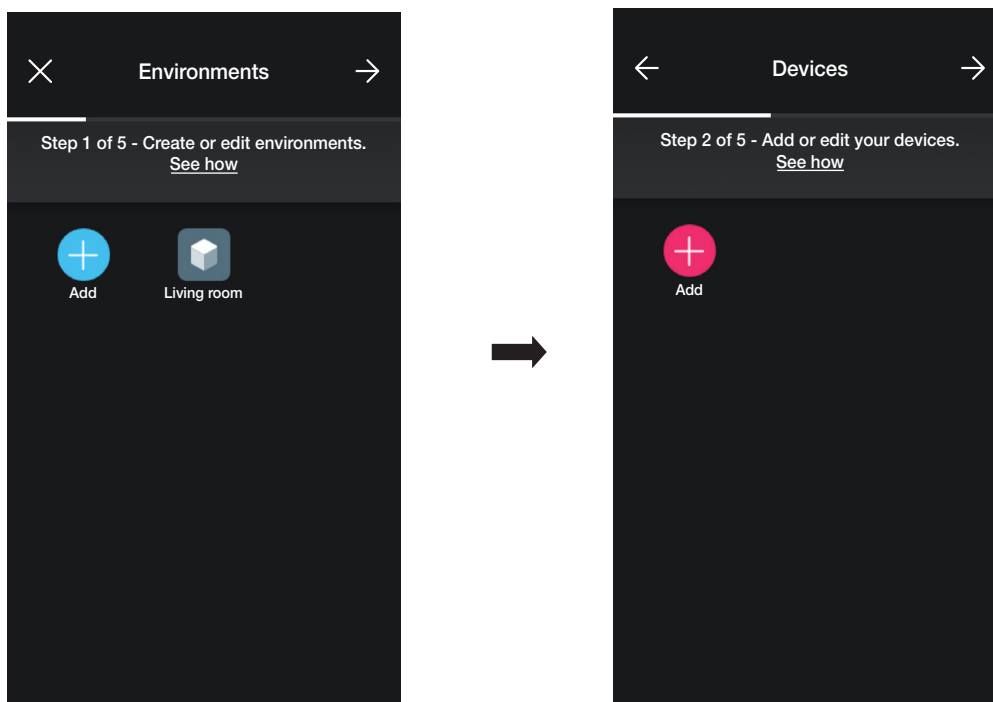 Environments
Step 1 of 5 - Create or edit environments.
See how
Add
Living room
Devices
Step 2 of 5 - Add or edit your devices.
See how
Add